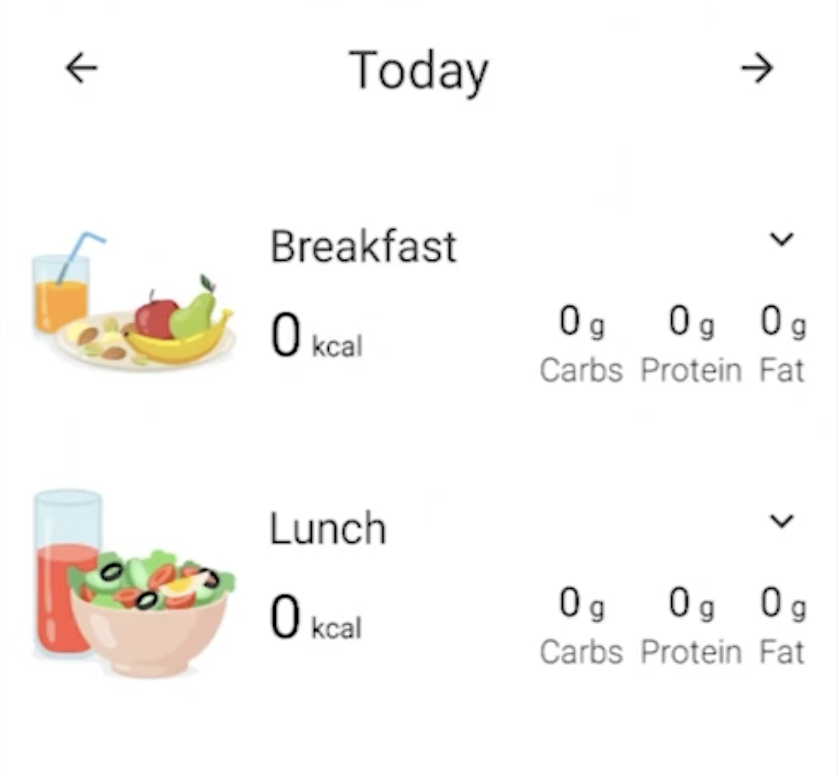 Today
Breakfast
0 kcal
0 g 0 g 0 g
Carbs Protein Fat
Lunch
0 kcal
0 g 0 g 0 g
Carbs Protein Fat